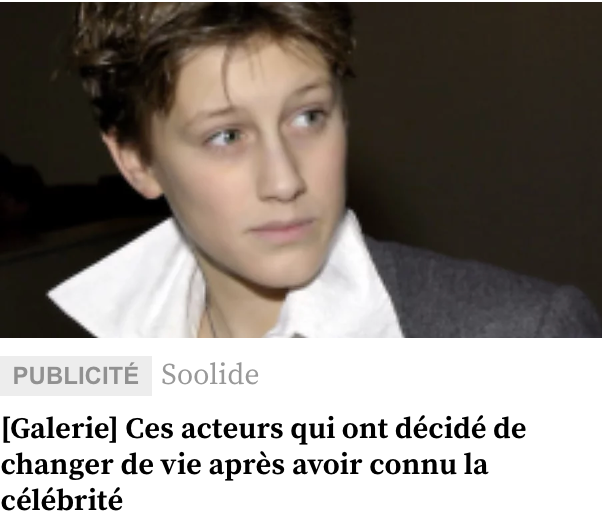 PUBLICITÉ Soolide
[Galerie] Ces acteurs qui ont décidé de
changer de vie après avoir connu la
célébrité